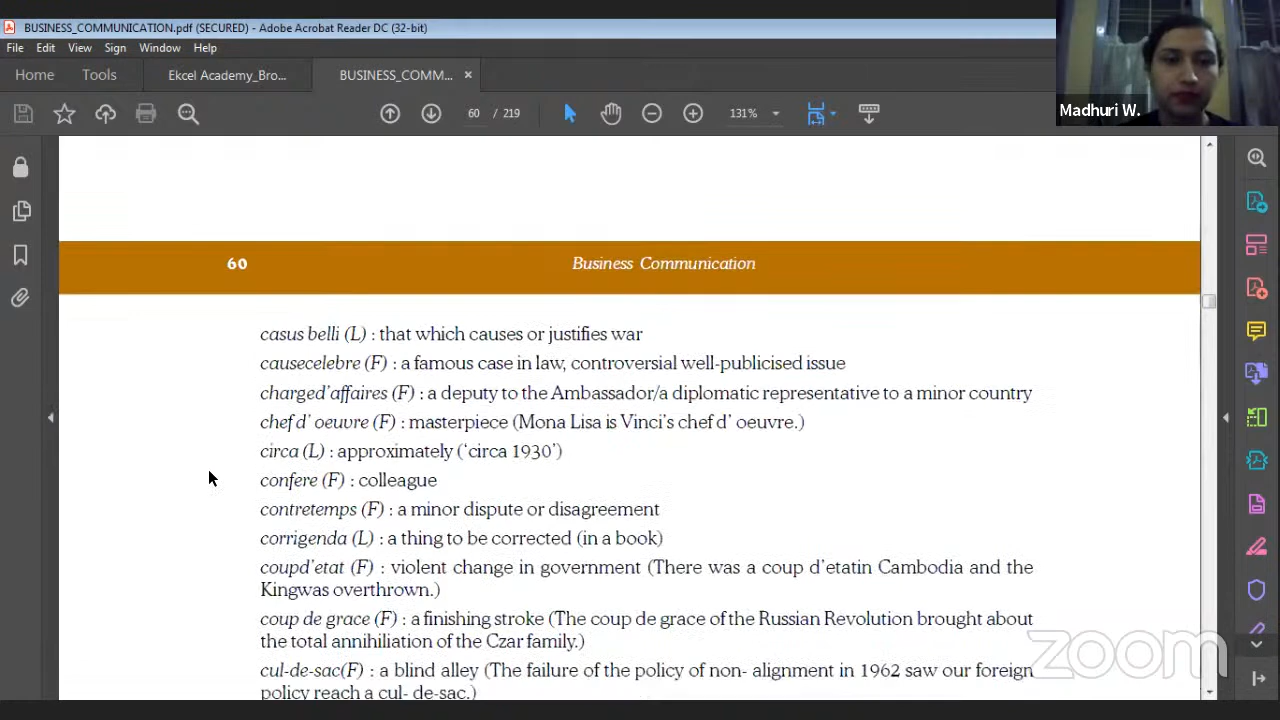 BUSINESS_COMMUNICATION.pdf (SECURED) - Adobe Acrobat Reader DC (32-bit)
File Edit View Sign Window Help
Home Tools Ekcel Academy_Bro... BUSINESS_COMM... ×
60 / 219 131%
Madhuri W.
60 Business Communication
casus belli (L) : that which causes or justifies war
causecelebre (F) : a famous case in law, controversial well-publicised issue
charged'affaires (F) : a deputy to the Ambassador/a diplomatic representative to a minor country
chef d' oeuvre (F) : masterpiece (Mona Lisa is Vinci's chef d' oeuvre.)
circa (L) : approximately ('circa 1930')
confere (F) : colleague
contretemps (F) : a minor dispute or disagreement
corrigenda (L) : a thing to be corrected (in a book)
coupd'etat (F) : violent change in government (There was a coup d'etatin Cambodia and the
Kingwas overthrown.)
coup de grace (F) : a finishing stroke (The coup de grace of the Russian Revolution brought about
the total annihiliation of the Czar family.)
cul-de-sac(F) : a blind alley (The failure of the policy of non- alignment in 1962 saw our foreign
policy reach a cul- de-sac.)
zoom